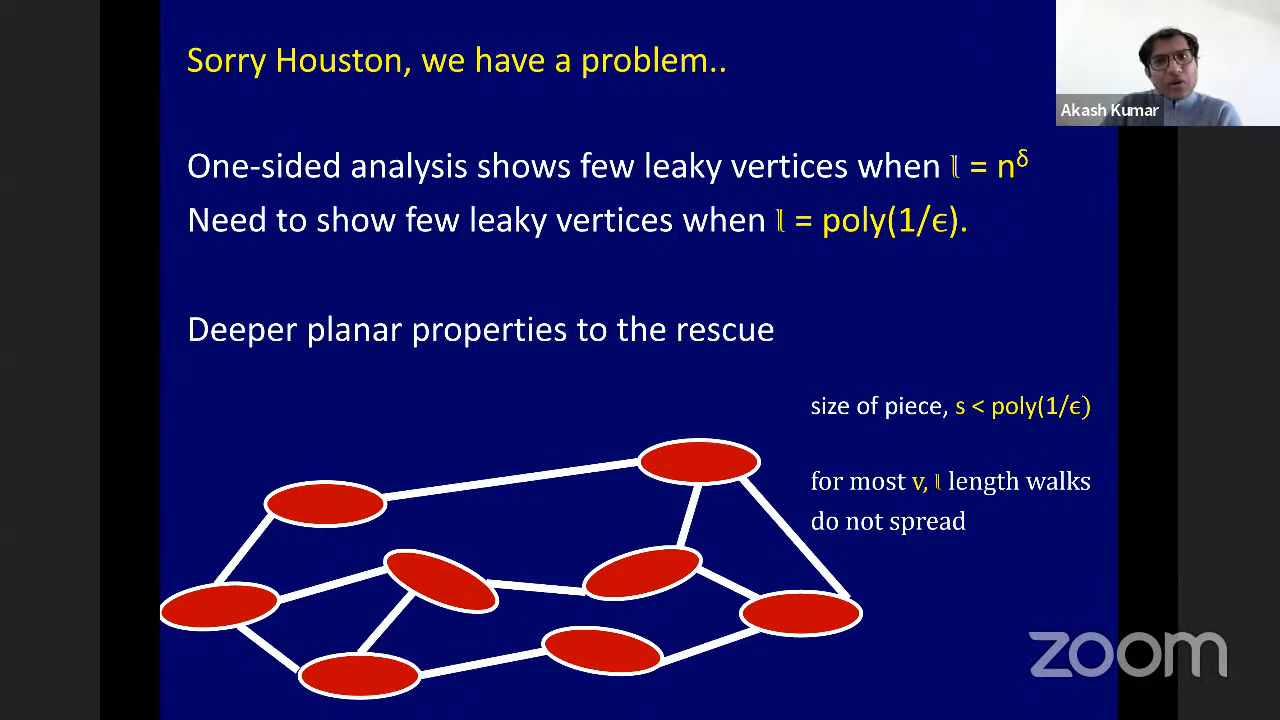 Sorry Houston, we have a problem..
Akash Kumar
One-sided analysis shows few leaky vertices when 𝔩 = n^δ
Need to show few leaky vertices when 𝔩 = poly(1/ϵ).
Deeper planar properties to the rescue
size of piece, s < poly(1/ϵ)
for most v, 𝔩 length walks
do not spread
zoom